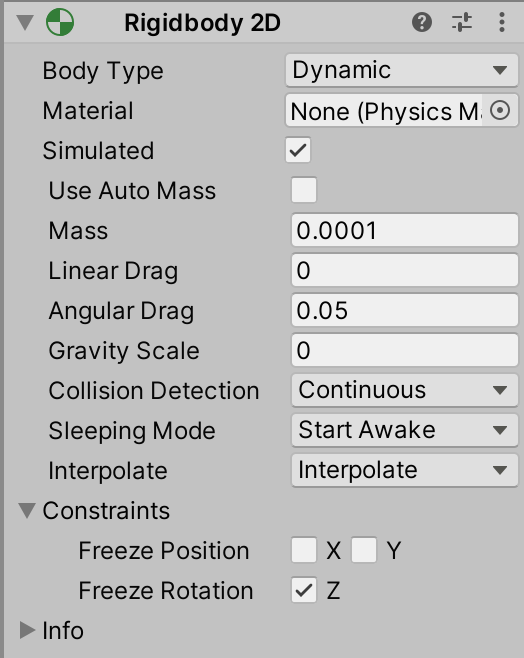 Rigidbody 2D
Body Type Dynamic
Material None (Physics Ma
Simulated
Use Auto Mass
Mass 0.0001
Linear Drag 0
Angular Drag 0.05
Gravity Scale 0
Collision Detection Continuous
Sleeping Mode Start Awake
Interpolate Interpolate
Constraints
Freeze Position X Y
Freeze Rotation Z
Info